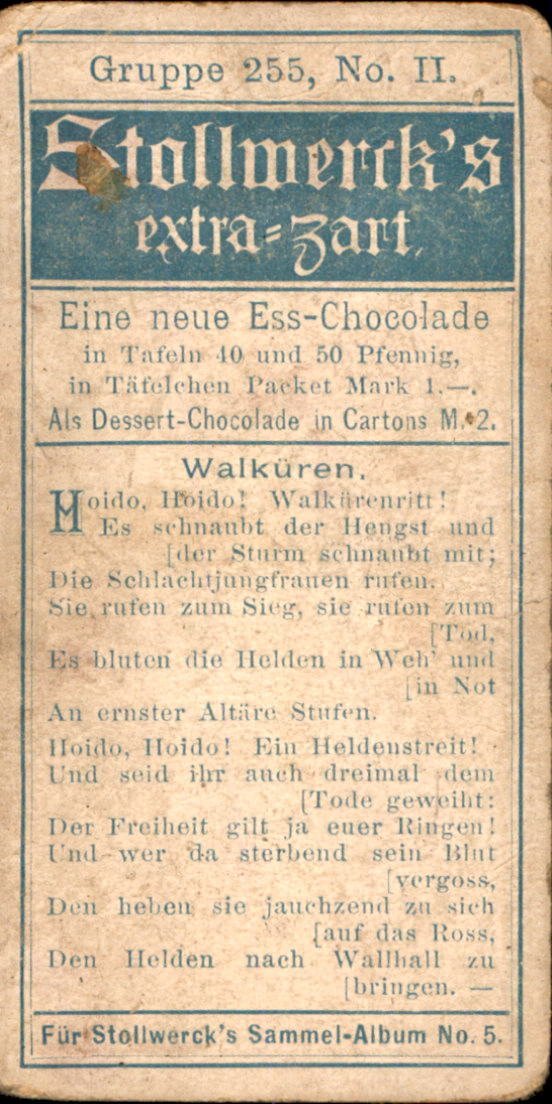 Gruppe 255, No. II.
Stollwerck's
extra=zart.
Eine neue Ess-Chocolade
in Tafeln 40 und 50 Pfennig,
in Täfelchen Packet Mark 1.—.
Als Dessert-Chocolade in Cartons M. 2.
Walküren.
Hoido, Hoido! Walkürenritt!
Es schnaubt der Hengst und
[der Sturm schnaubt mit;
Die Schlachtjungfrauen rufen.
Sie rufen zum Sieg, sie rufen zum
[Tod,
Es bluten die Helden in Weh' und
[in Not
An ernster Altäre Stufen.
Hoido, Hoido! Ein Heldenstreit!
Und seid ihr auch dreimal dem
[Tode geweiht:
Der Freiheit gilt ja euer Ringen!
Und wer da sterbend sein Blut
[vergoss,
Den heben sie jauchzend zu sich
[auf das Ross,
Den Helden nach Wallhall zu
[bringen. —
Für Stollwerck's Sammel-Album No. 5.